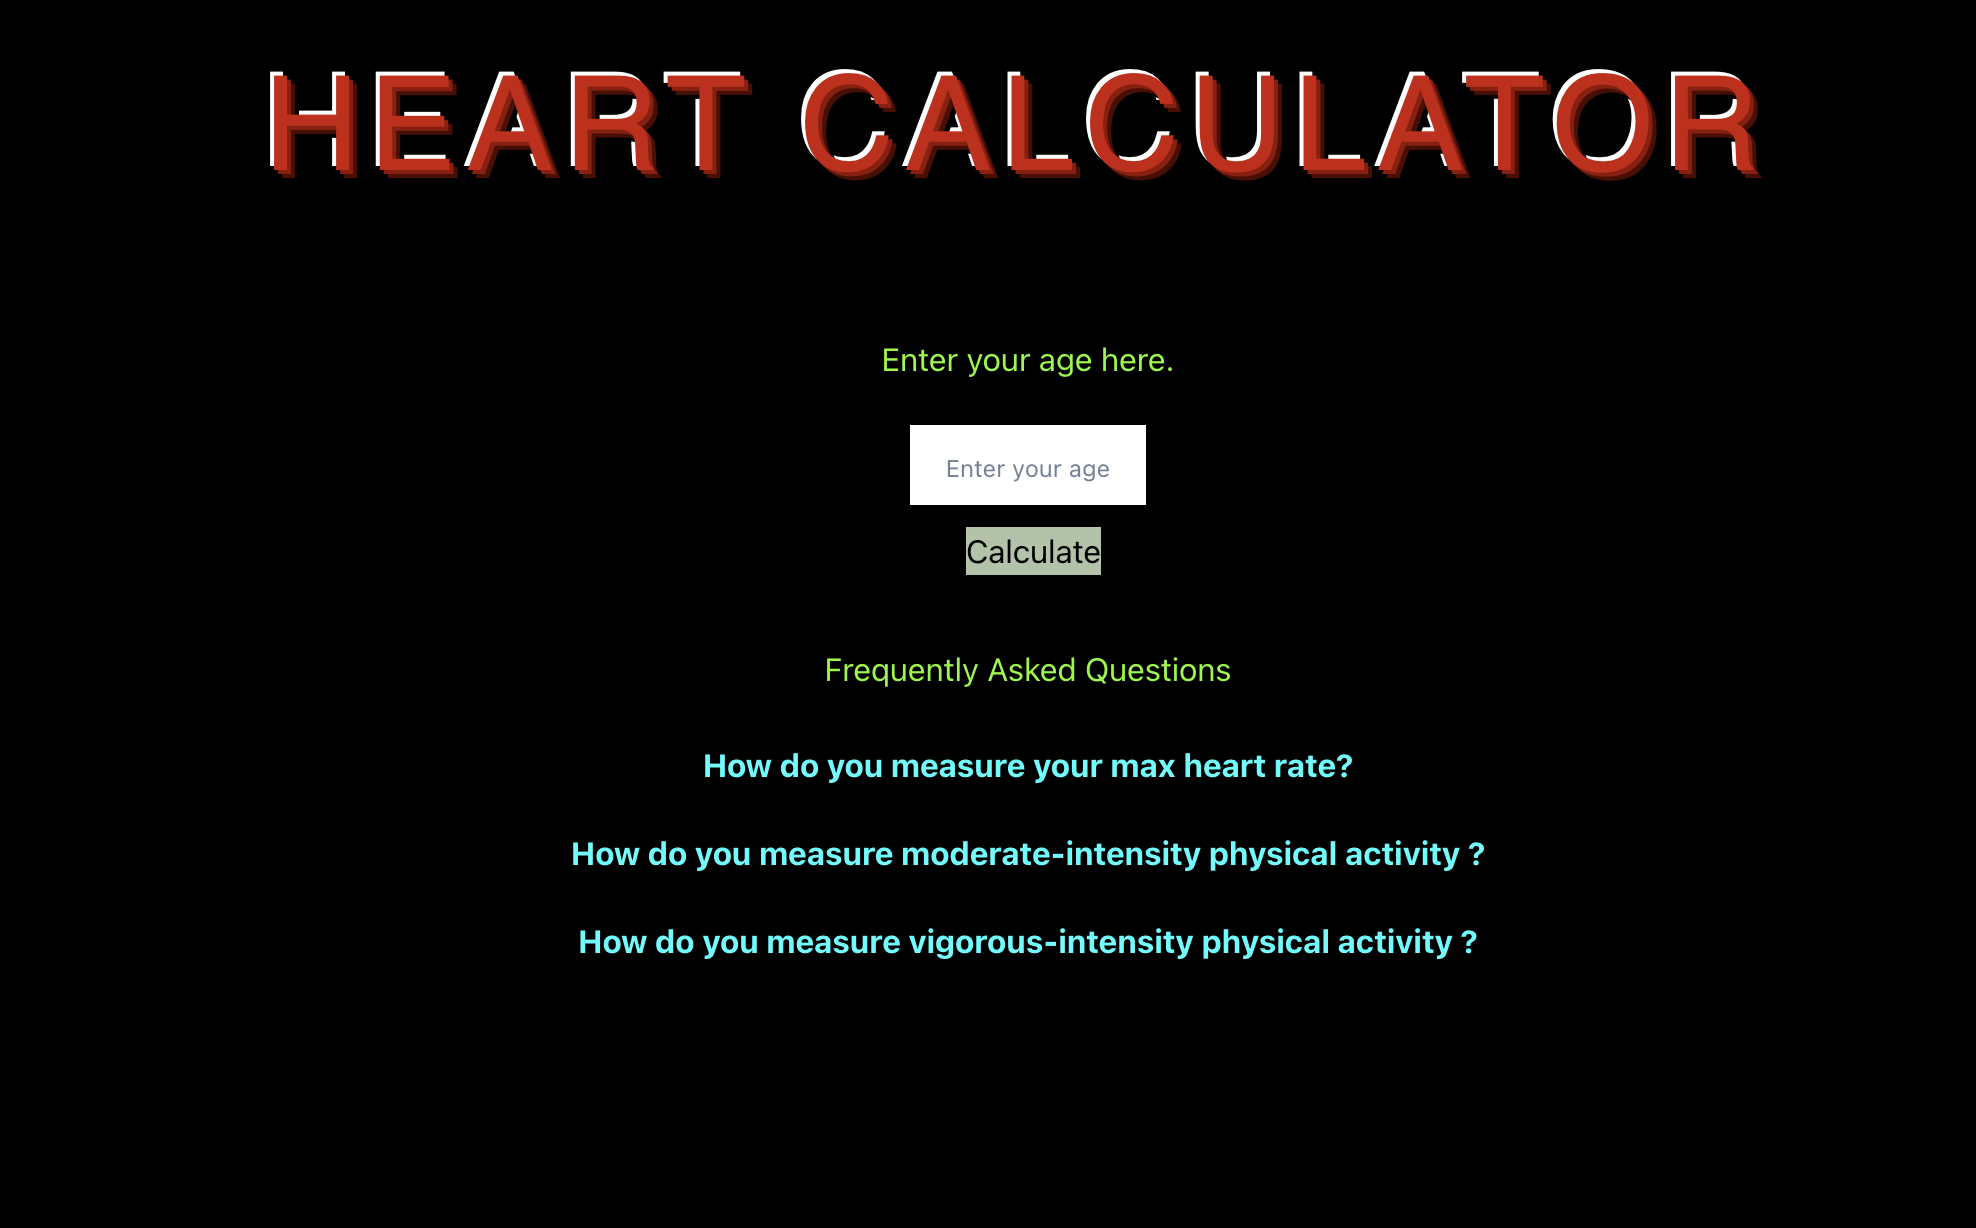 HEART CALCULATOR
Enter your age here.
Enter your age
Calculate
Frequently Asked Questions
How do you measure your max heart rate?
How do you measure moderate-intensity physical activity ?
How do you measure vigorous-intensity physical activity ?